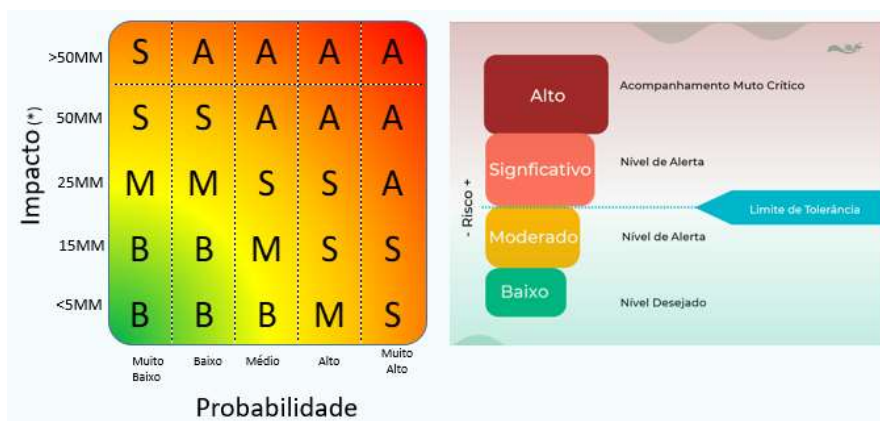 >50MM S A A A A
50MM S S A A A
25MM M M S S A
15MM B B M S S
<5MM B B B M S
Impacto (*)
Muito Baixo Baixo Médio Alto Muito Alto
Probabilidade
- Risco +
Alto Acompanhamento Muto Crítico
Signficativo Nível de Alerta
Limite de Tolerância
Moderado Nível de Alerta
Baixo Nível Desejado